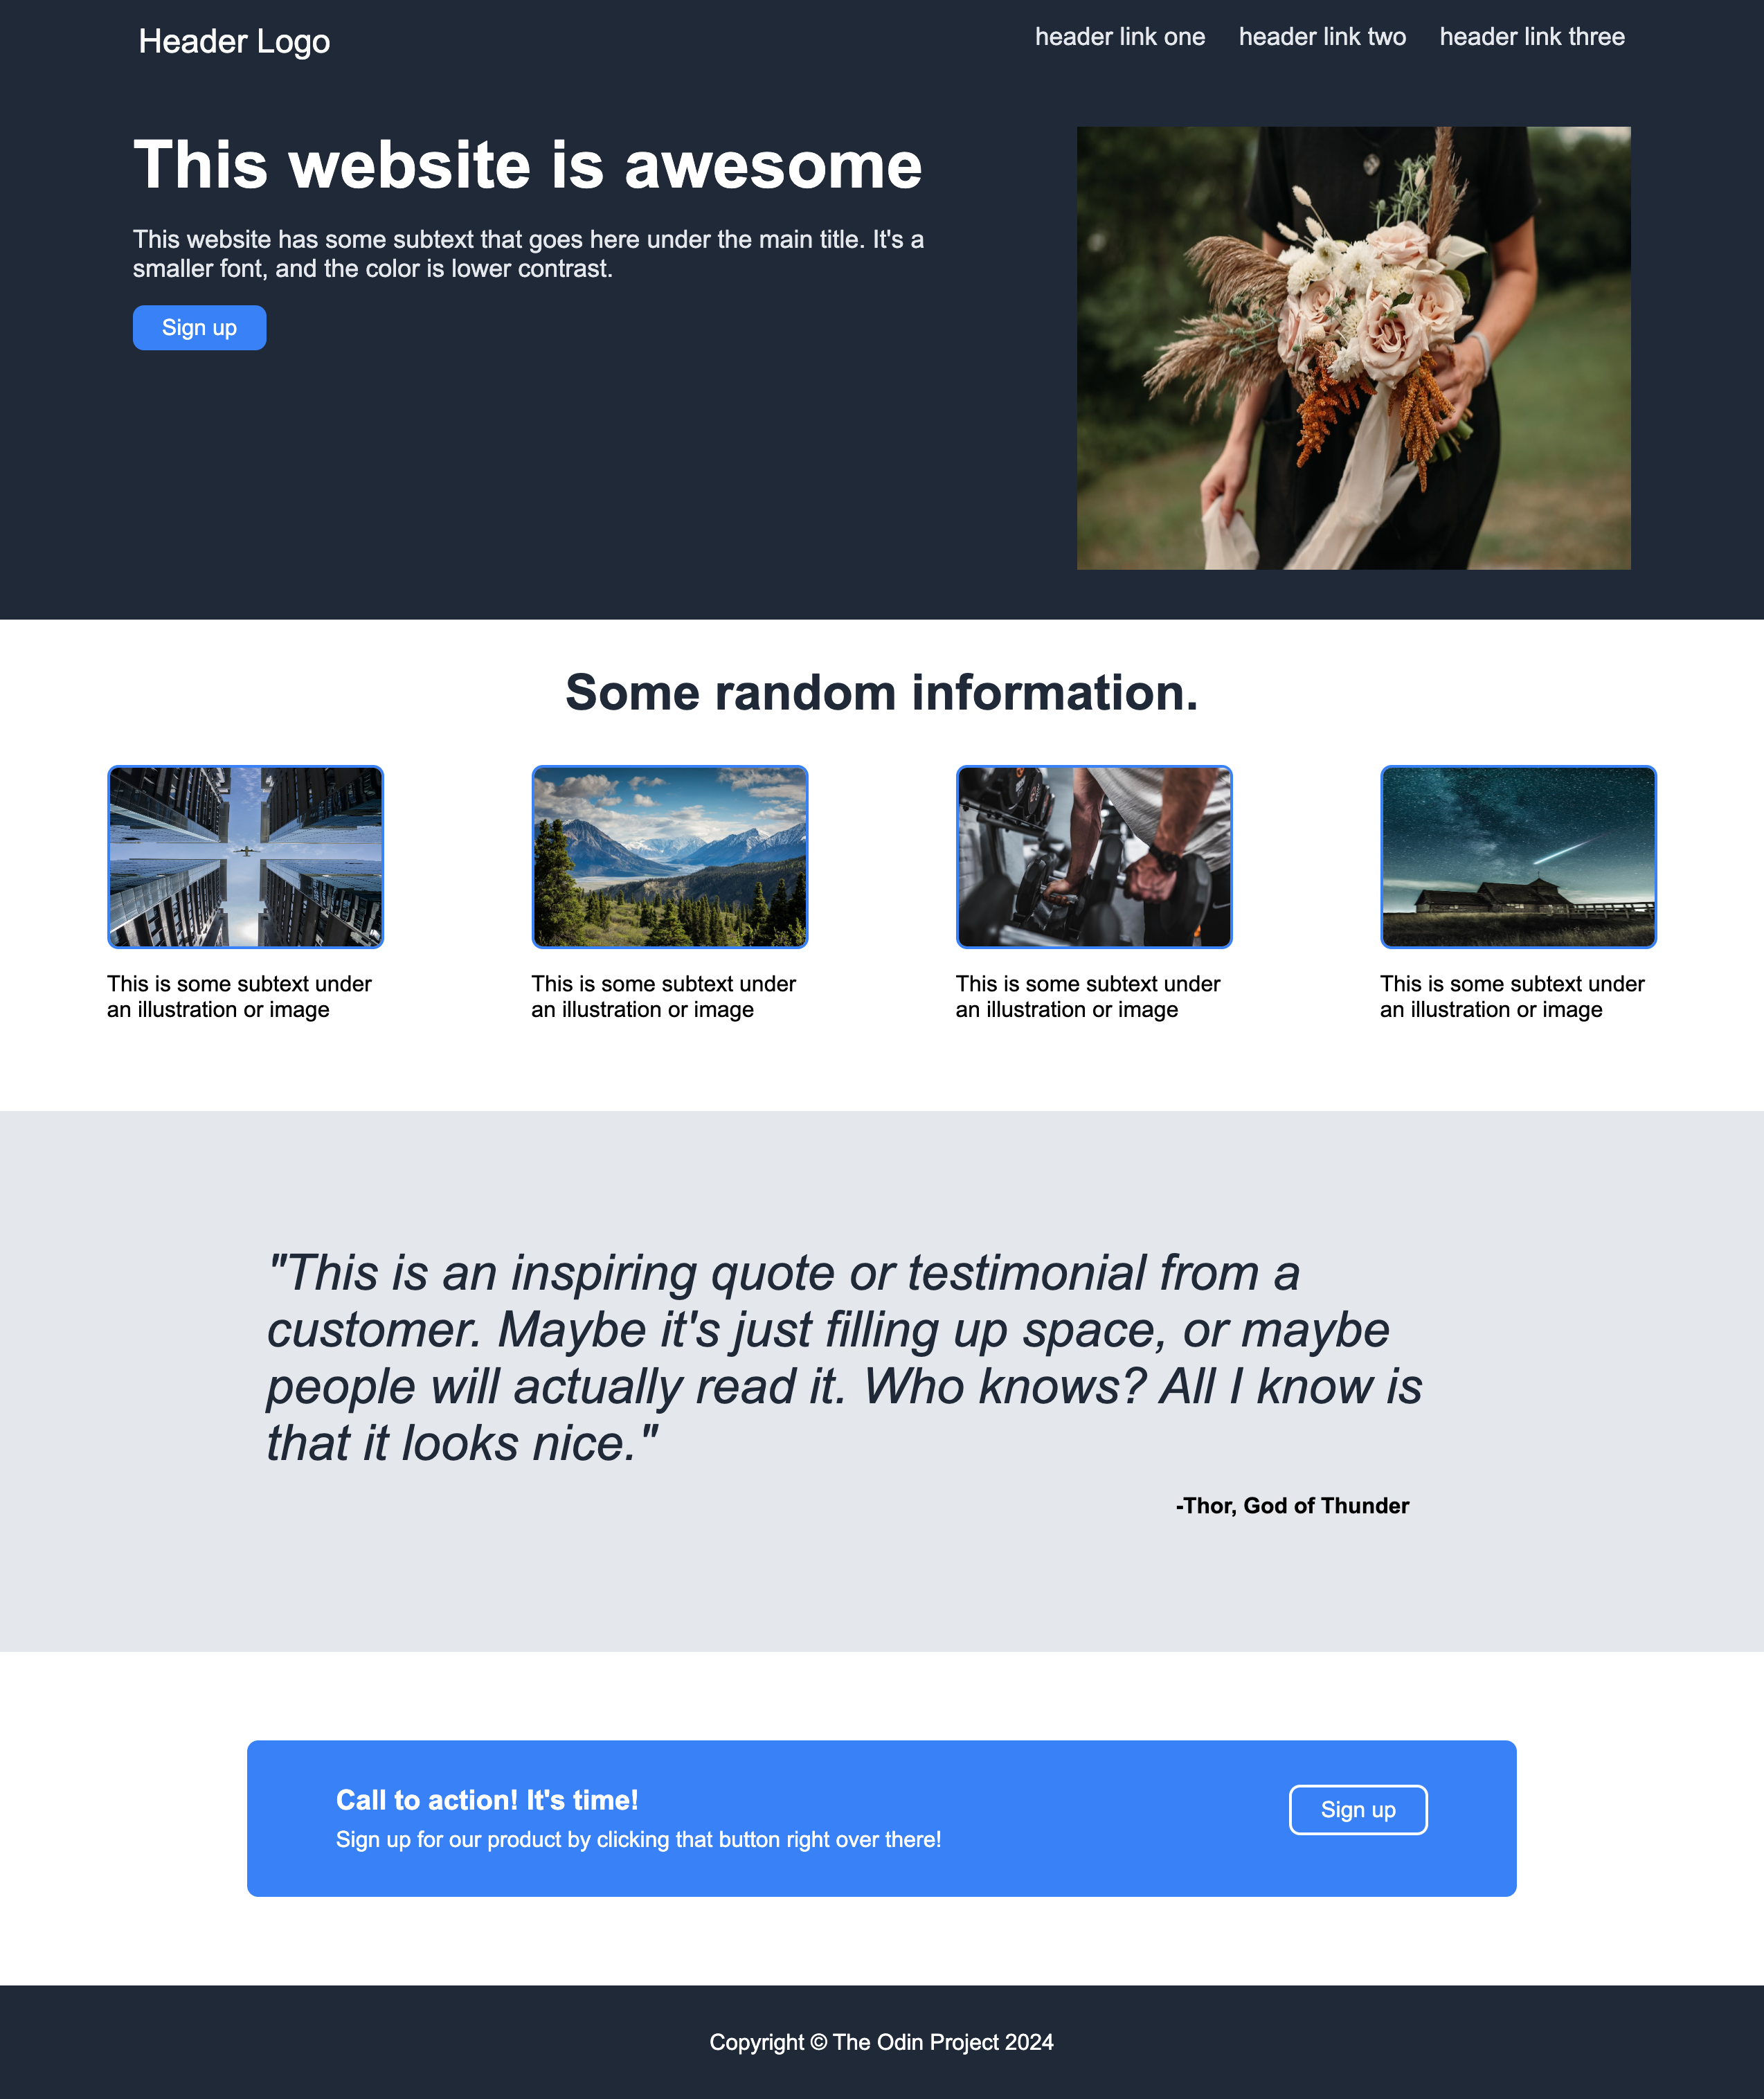 Header Logo
header link one header link two header link three
This website is awesome
This website has some subtext that goes here under the main title. It's a
smaller font, and the color is lower contrast.
Sign up
Some random information.
This is some subtext under
an illustration or image
This is some subtext under
an illustration or image
This is some subtext under
an illustration or image
This is some subtext under
an illustration or image
"This is an inspiring quote or testimonial from a
customer. Maybe it's just filling up space, or maybe
people will actually read it. Who knows? All I know is
that it looks nice."
-Thor, God of Thunder
Call to action! It's time!
Sign up for our product by clicking that button right over there!
Sign up
Copyright © The Odin Project 2024